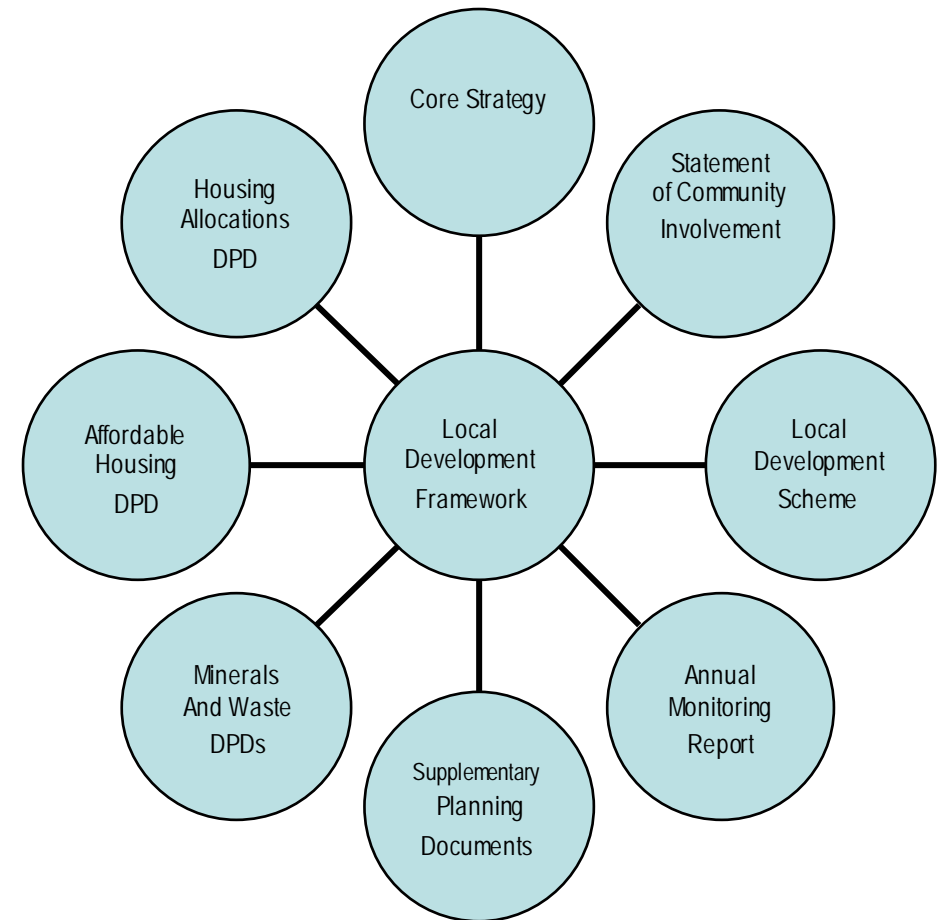 Core Strategy
Statement
of Community
Involvement
Housing
Allocations
DPD
Local
Development
Framework
Affordable
Housing
DPD
Local
Development
Scheme
Minerals
And Waste
DPDs
Annual
Monitoring
Report
Supplementary
Planning
Documents